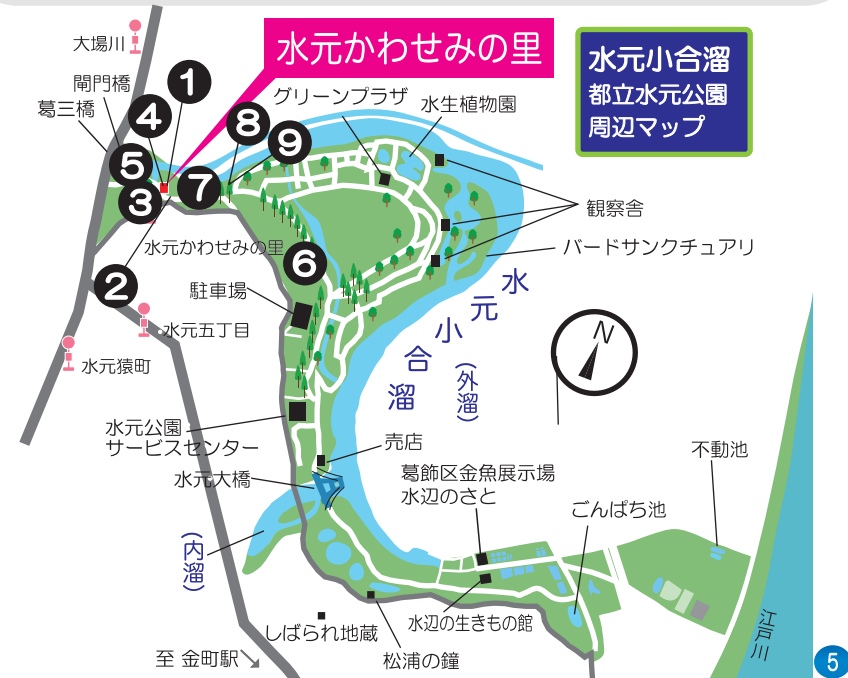 水元かわせみの里
水元小合溜
都立水元公園
周辺マップ
大場川
閘門橋
葛三橋
1
4
5
3
7
8
9
2
6
グリーンプラザ
水生植物園
観察舎
バードサンクチュアリ
水元かわせみの里
駐車場
水元五丁目
水元猿町
水元小合溜
(外溜)
N
水元公園
サービスセンター
水元大橋
売店
葛飾区金魚展示場
水辺のさと
ごんぱち池
不動池
(内溜)
水辺の生きもの館
しばられ地蔵
松浦の鐘
至 金町駅
江戸川
5